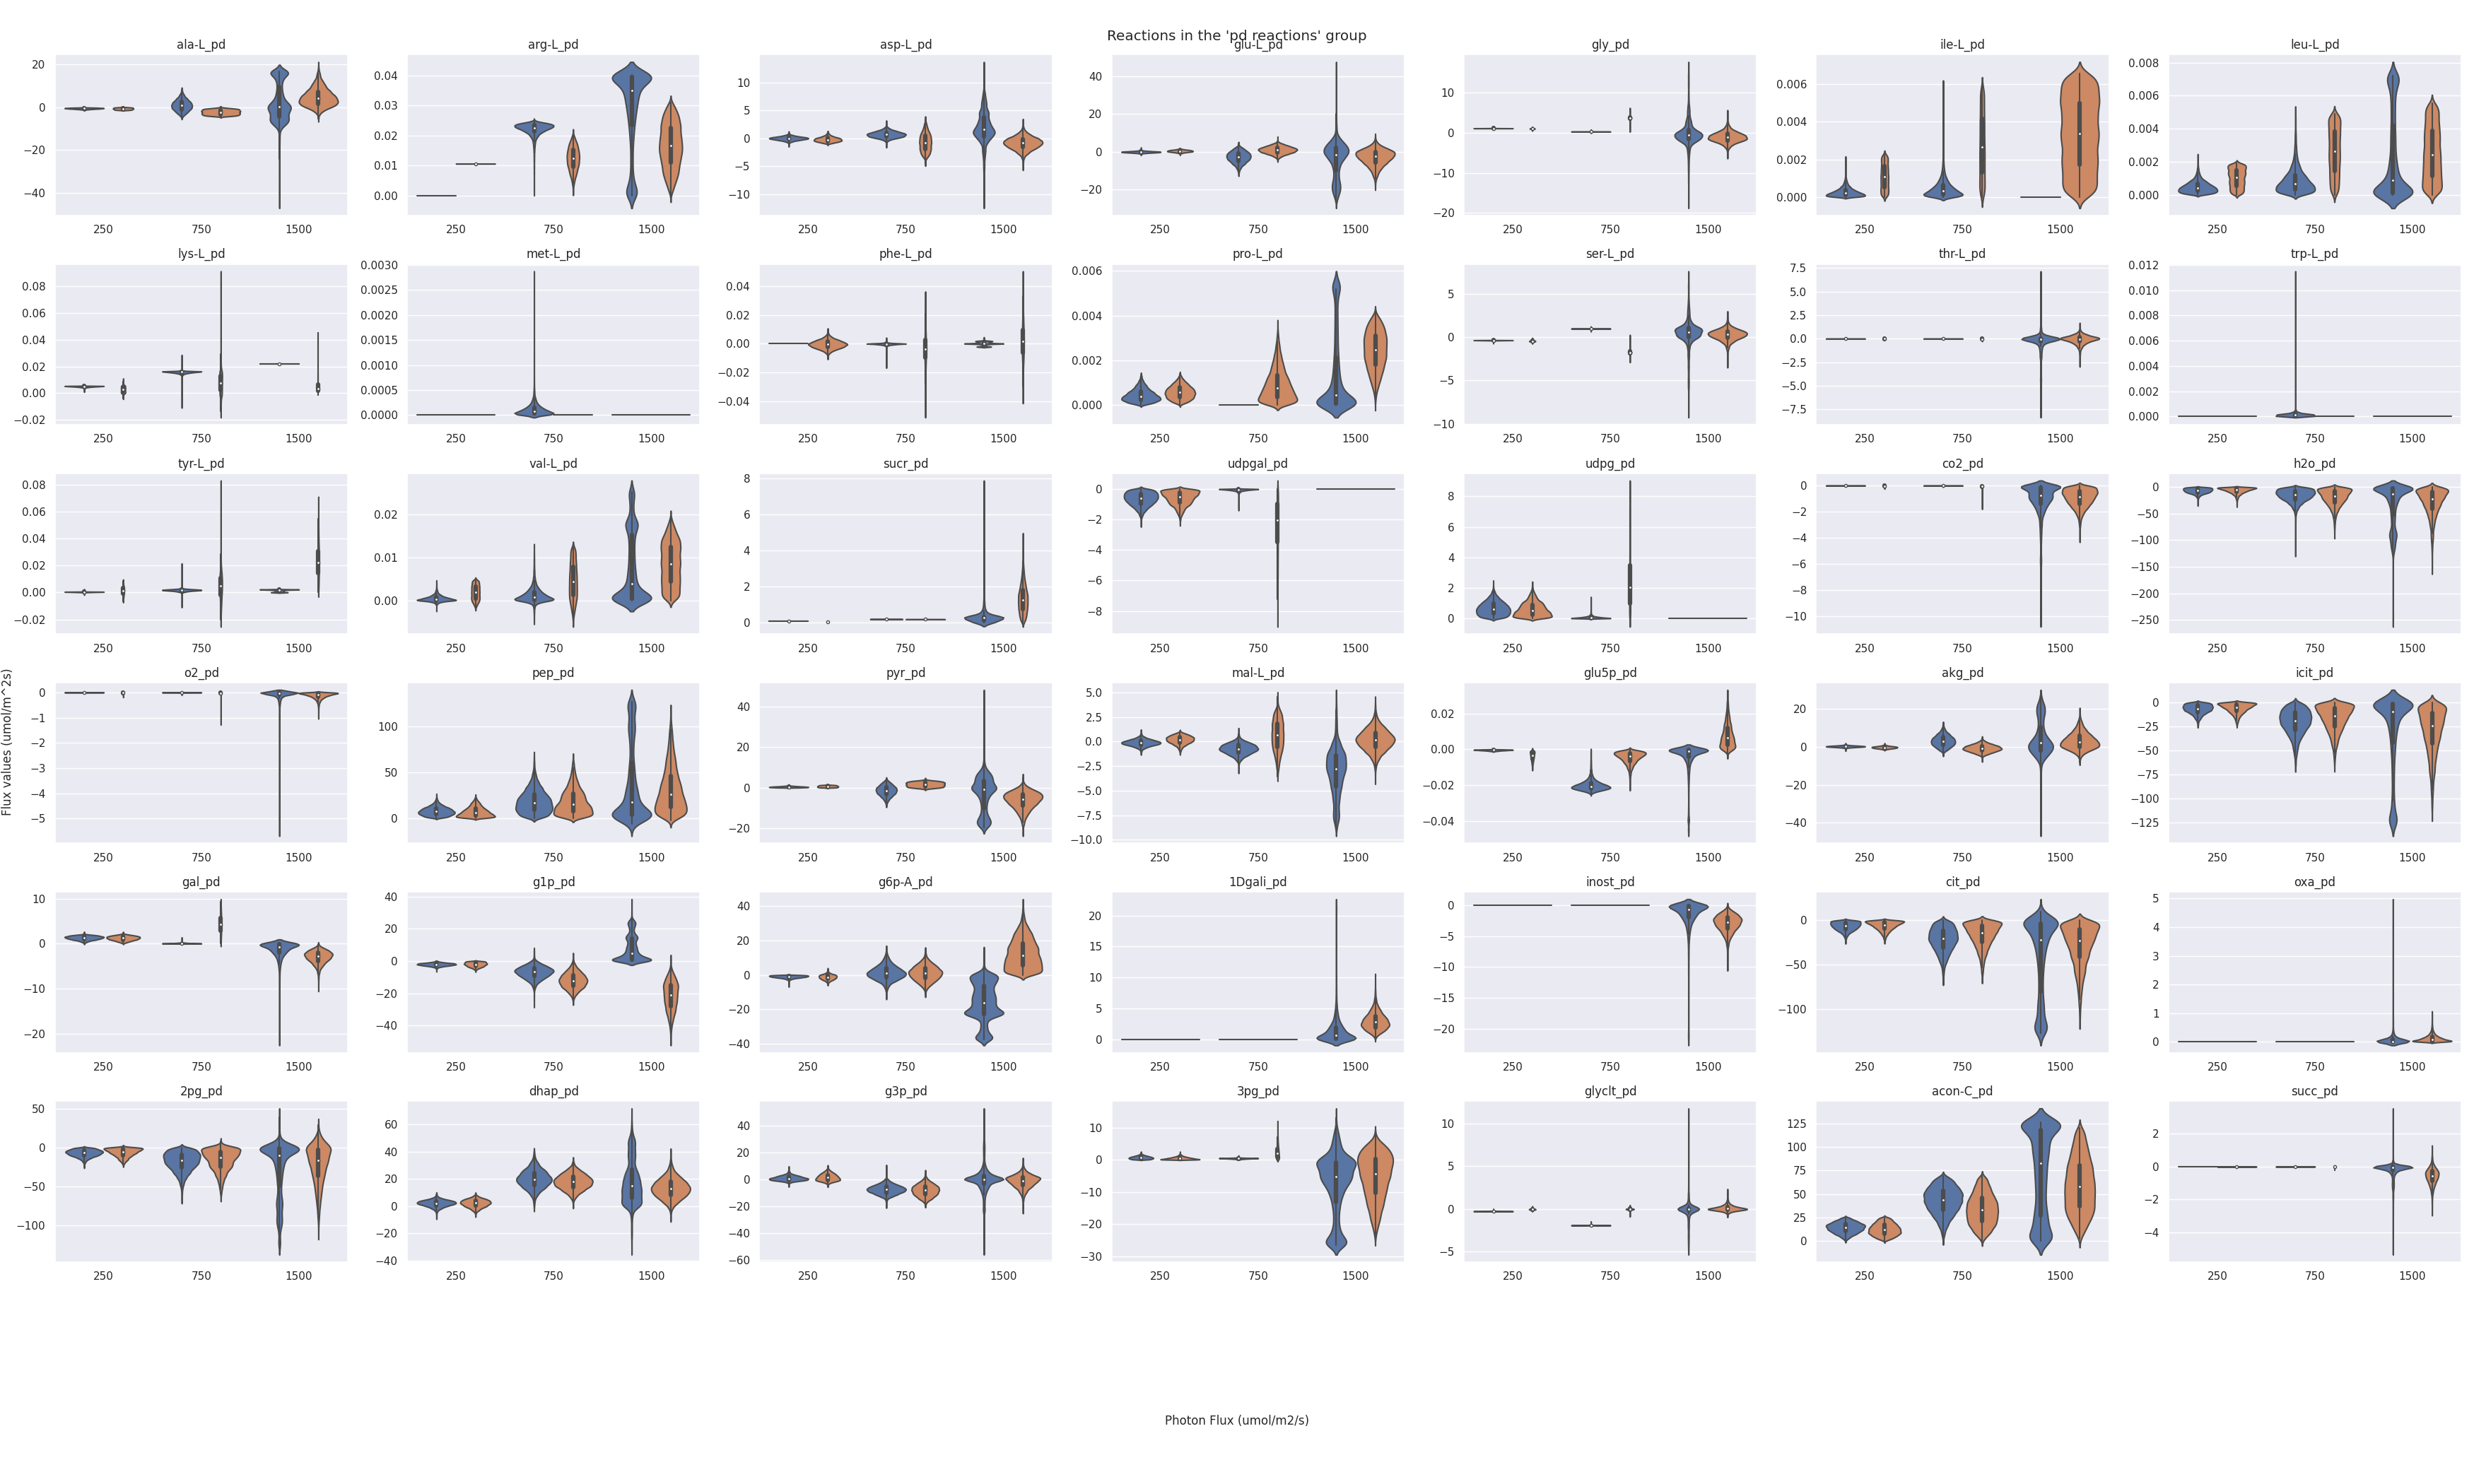 Reactions in the 'pd reactions' group
ala-L_pd arg-L_pd asp-L_pd glu-L_pd gly_pd ile-L_pd leu-L_pd
20 0 −20 −40
0.04 0.03 0.02 0.01 0.00
10 5 0 −5 −10
40 20 0 −20
10 0 −10 −20
0.006 0.004 0.002 0.000
0.008 0.006 0.004 0.002 0.000
250 750 1500 250 750 1500 250 750 1500 250 750 1500 250 750 1500 250 750 1500 250 750 1500
lys-L_pd met-L_pd phe-L_pd pro-L_pd ser-L_pd thr-L_pd trp-L_pd
0.08 0.06 0.04 0.02 0.00 −0.02
0.0030 0.0025 0.0020 0.0015 0.0010 0.0005 0.0000
0.04 0.02 0.00 −0.02 −0.04
0.006 0.004 0.002 0.000
5 0 −5 −10
7.5 5.0 2.5 0.0 −2.5 −5.0 −7.5
0.012 0.010 0.008 0.006 0.004 0.002 0.000
250 750 1500 250 750 1500 250 750 1500 250 750 1500 250 750 1500 250 750 1500 250 750 1500
tyr-L_pd val-L_pd sucr_pd udpgal_pd udpg_pd co2_pd h2o_pd
0.08 0.06 0.04 0.02 0.00 −0.02
0.02 0.01 0.00
8 6 4 2 0
0 −2 −4 −6 −8
8 6 4 2 0
0 −2 −4 −6 −8 −10
0 −50 −100 −150 −200 −250
250 750 1500 250 750 1500 250 750 1500 250 750 1500 250 750 1500 250 750 1500 250 750 1500
Flux values (umol/m^2s)
o2_pd pep_pd pyr_pd mal-L_pd glu5p_pd akg_pd icit_pd
0 −1 −2 −3 −4 −5
100 50 0
40 20 0 −20
5.0 2.5 0.0 −2.5 −5.0 −7.5 −10.0
0.02 0.00 −0.02 −0.04
20 0 −20 −40
0 −25 −50 −75 −100 −125
250 750 1500 250 750 1500 250 750 1500 250 750 1500 250 750 1500 250 750 1500 250 750 1500
gal_pd g1p_pd g6p-A_pd 1Dgali_pd inost_pd cit_pd oxa_pd
10 0 −10 −20
40 20 0 −20 −40
40 20 0 −20 −40
20 15 10 5 0
0 −5 −10 −15 −20
0 −50 −100
5 4 3 2 1 0
250 750 1500 250 750 1500 250 750 1500 250 750 1500 250 750 1500 250 750 1500 250 750 1500
2pg_pd dhap_pd g3p_pd 3pg_pd glyclt_pd acon-C_pd succ_pd
50 0 −50 −100
60 40 20 0 −20 −40
40 20 0 −20 −40 −60
10 0 −10 −20 −30
10 5 0 −5
125 100 75 50 25 0
2 0 −2 −4
250 750 1500 250 750 1500 250 750 1500 250 750 1500 250 750 1500 250 750 1500 250 750 1500
Photon Flux (umol/m2/s)